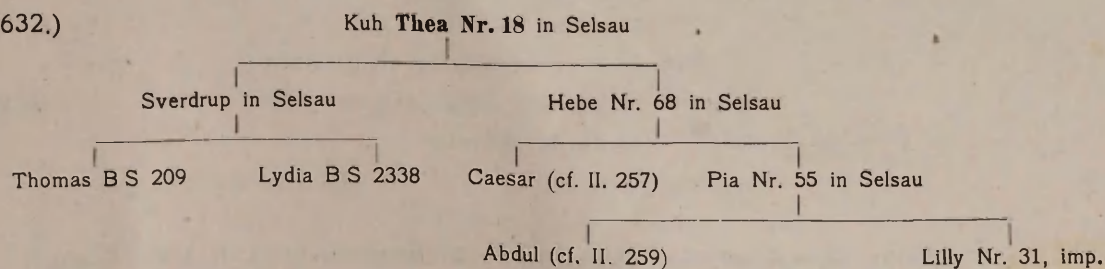 632.) Kuh Thea Nr. 18 in Selsau
Sverdrup in Selsau Hebe Nr. 68 in Selsau
Thomas B S 209 Lydia B S 2338 Caesar (cf. II. 257) Pia Nr. 55 in Selsau
Abdul (cf. II. 259) Lilly Nr. 31, imp.